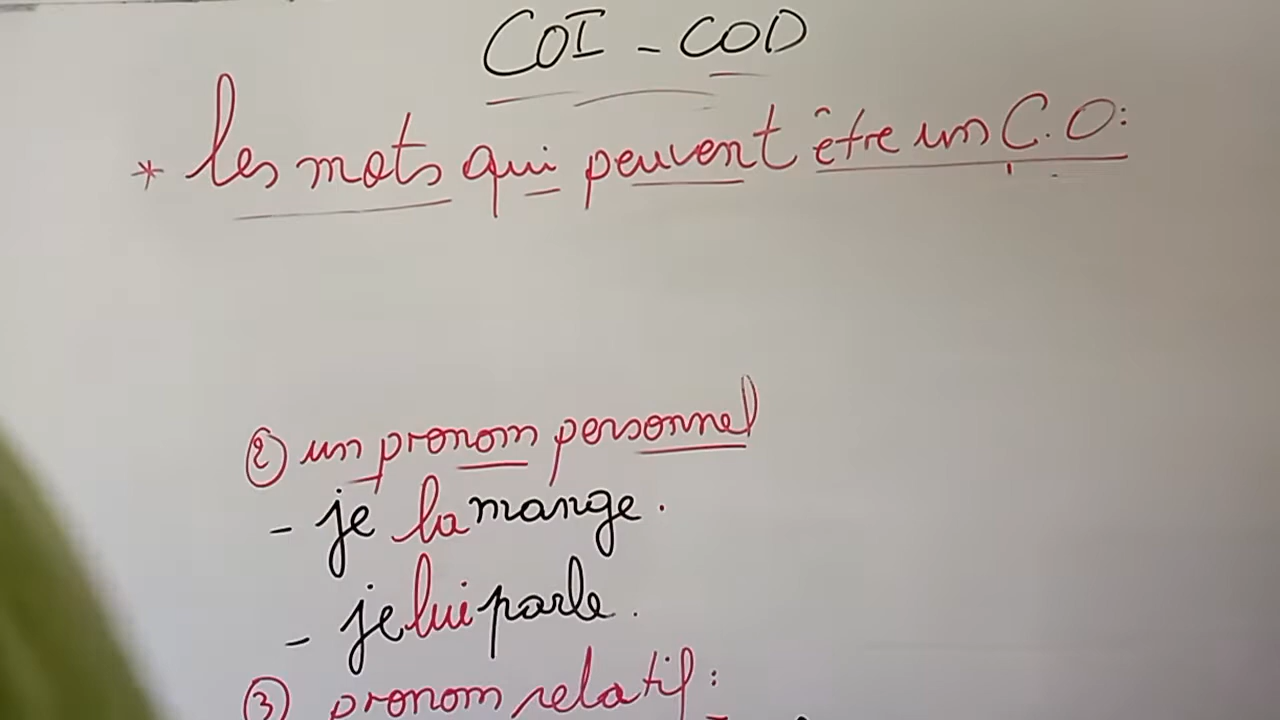 COI - COD
* les mots qui peuvent être un C.O:
② un pronom personnel
- je la mange.
- je lui parle.
③ pronom relatif: